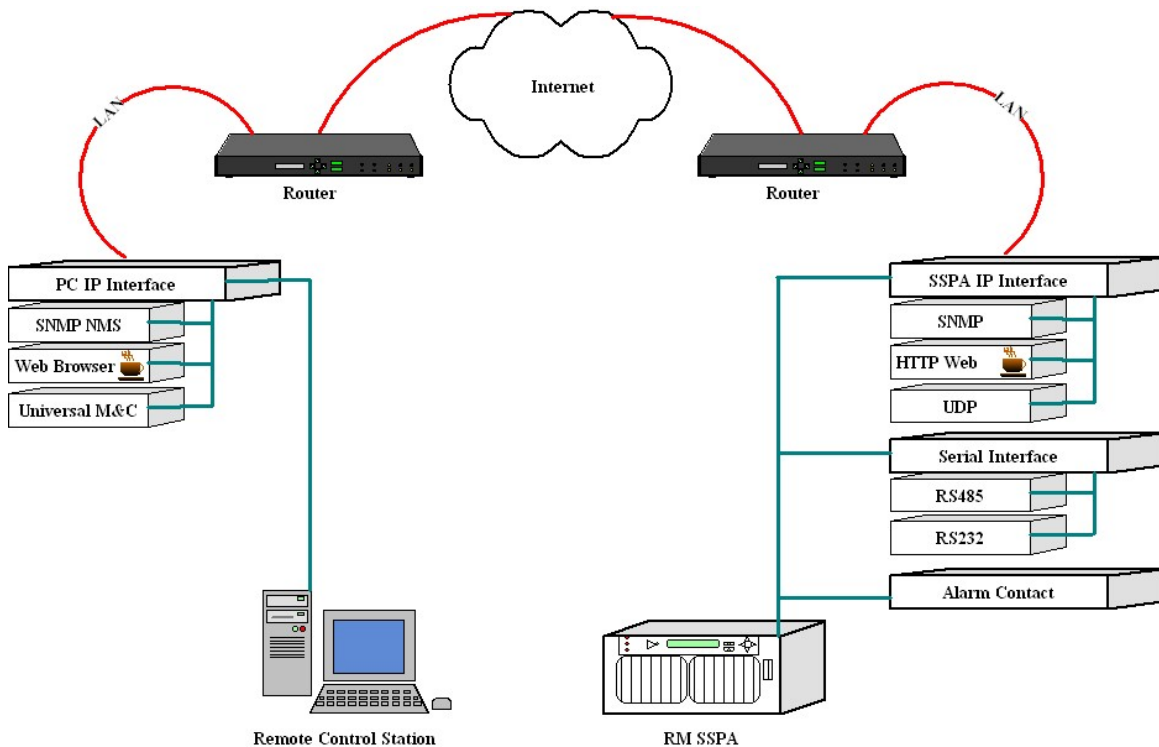 Internet
LAN
LAN
Router
Router
PC IP Interface
SNMP NMS
Web Browser
Universal M&C
SSPA IP Interface
SNMP
HTTP Web
UDP
Serial Interface
RS485
RS232
Alarm Contact
Remote Control Station
RM SSPA